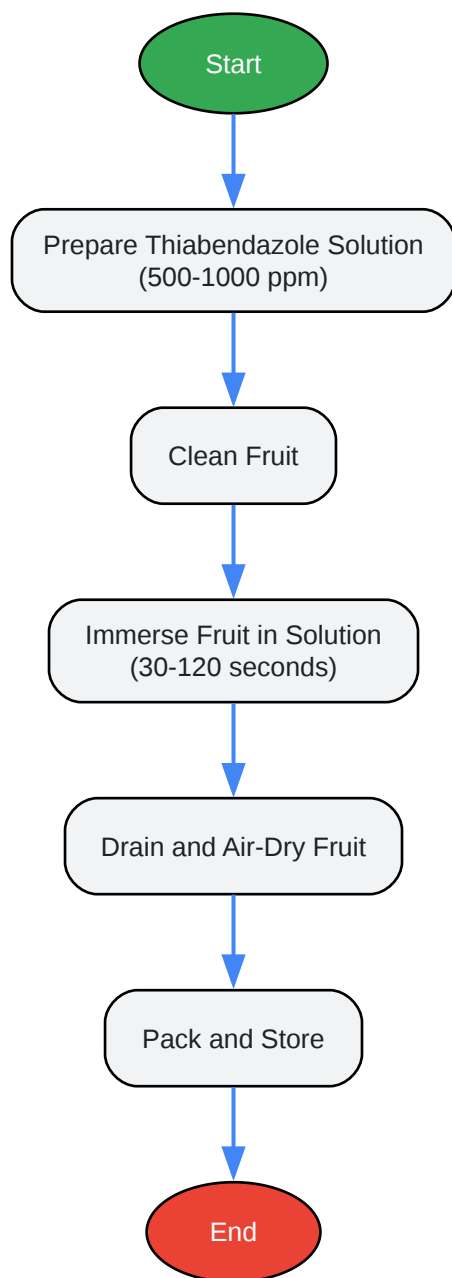 Start
Prepare Thiabendazole Solution
(500-1000 ppm)
Clean Fruit
Immerse Fruit in Solution
(30-120 seconds)
Drain and Air-Dry Fruit
Pack and Store
End